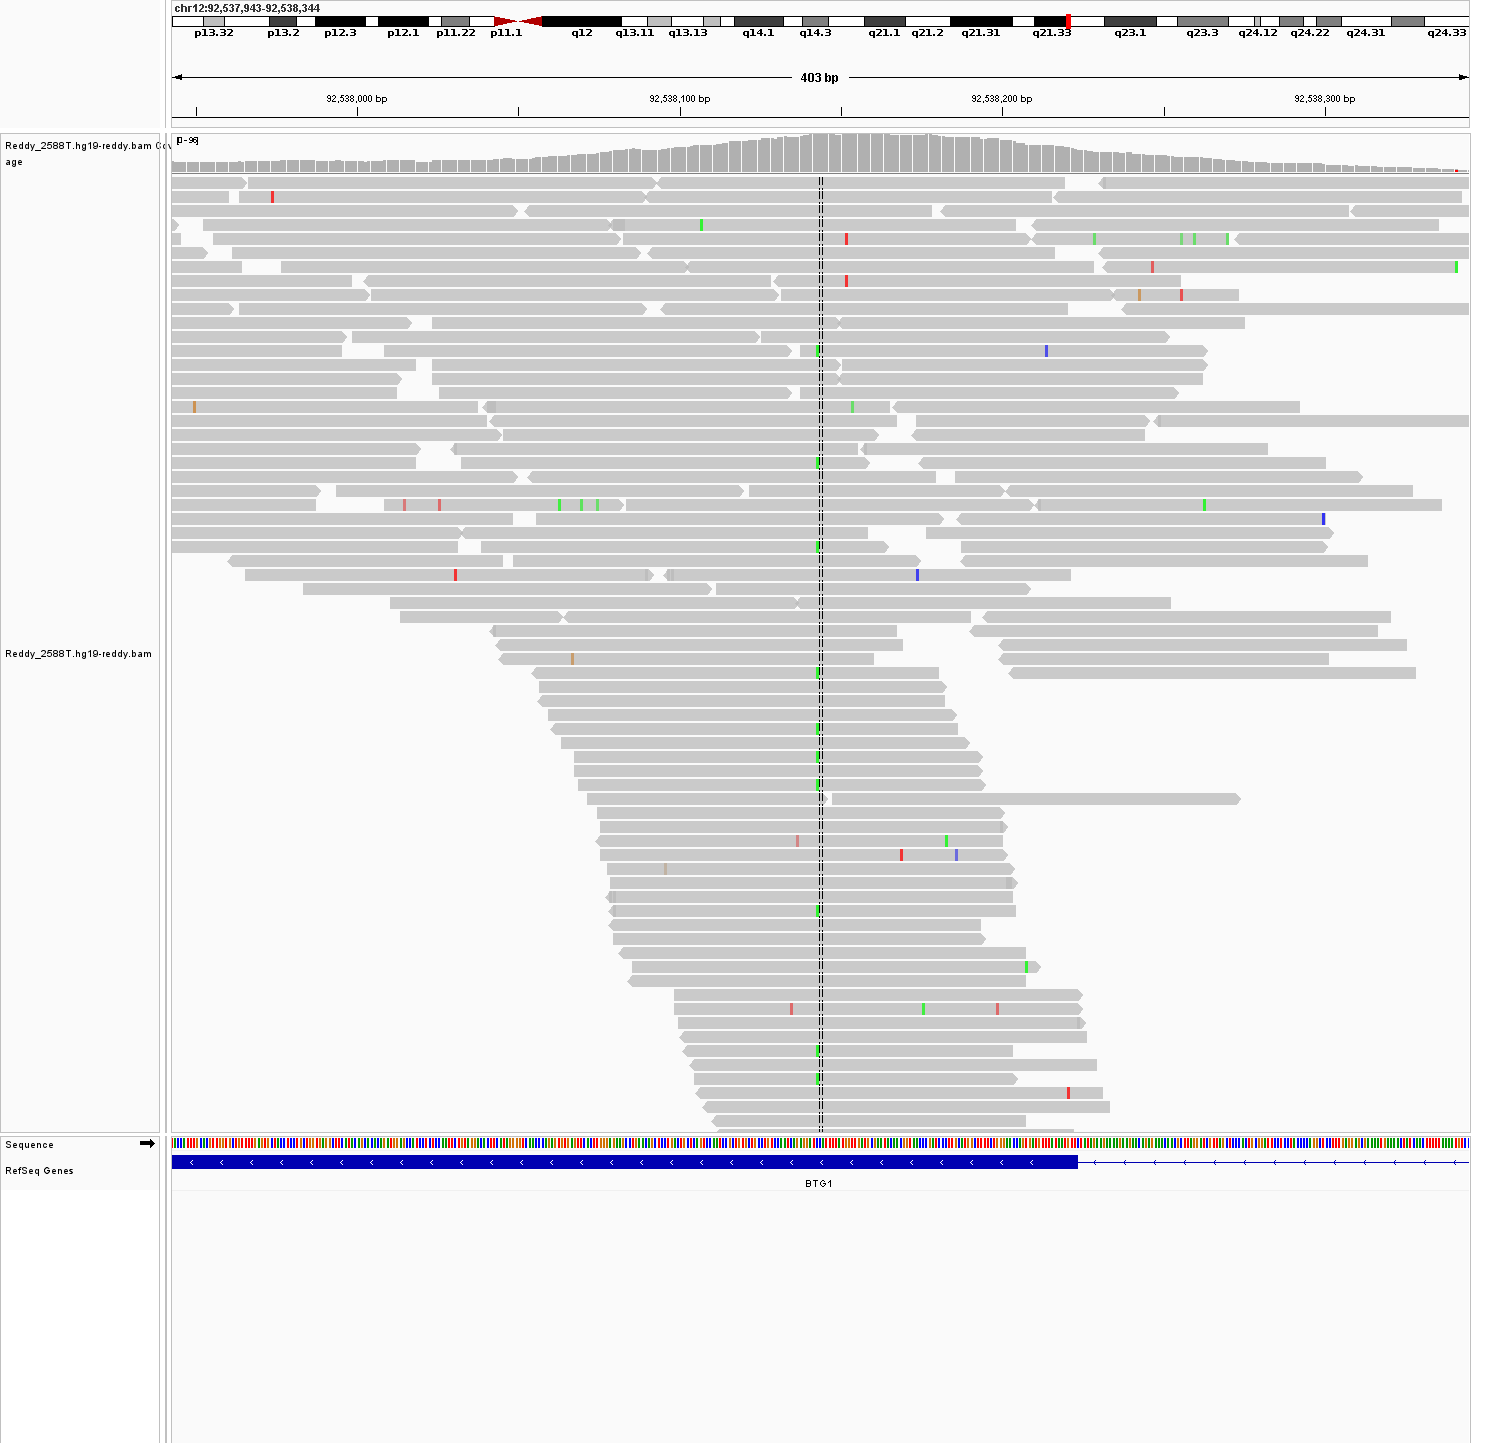 chr12:92,537,943-92,538,344
p13.32 p13.2 p12.3 p12.1 p11.22 p11.1 q12 q13.11 q13.13 q14.1 q14.3 q21.1 q21.2 q21.31 q21.33 q23.1 q23.3 q24.12 q24.22 q24.31 q24.33
403 bp
92,538,000 bp 92,538,100 bp 92,538,200 bp 92,538,300 bp
[0-96]
Reddy_2588T.hg19-reddy.bam Cov
age
Reddy_2588T.hg19-reddy.bam
Sequence
RefSeq Genes
BTG1